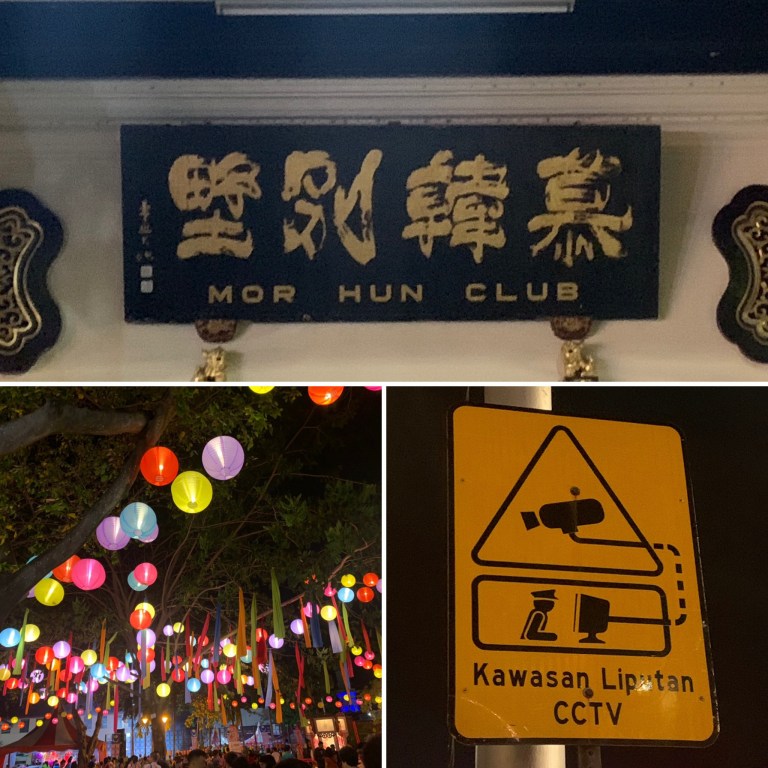 慕韓別墅
MOR HUN CLUB
Kawasan Liputan
CCTV